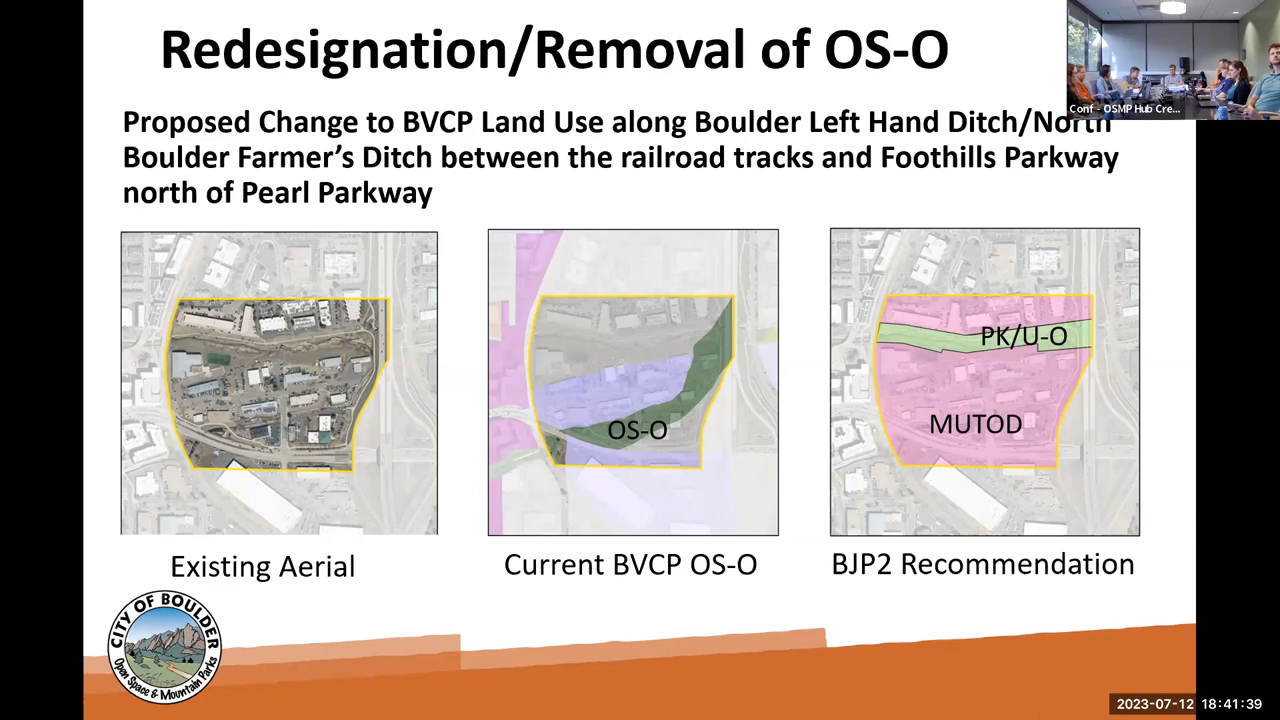 Redesignation/Removal of OS-O
Conf - OSMP Hub Cre...
Proposed Change to BVCP Land Use along Boulder Left Hand Ditch/North
Boulder Farmer's Ditch between the railroad tracks and Foothills Parkway
north of Pearl Parkway
OS-O
PK/U-O
MUTOD
Existing Aerial
Current BVCP OS-O
BJP2 Recommendation
CITY OF BOULDER
Open Space & Mountain Parks
2023-07-12 18:41:39